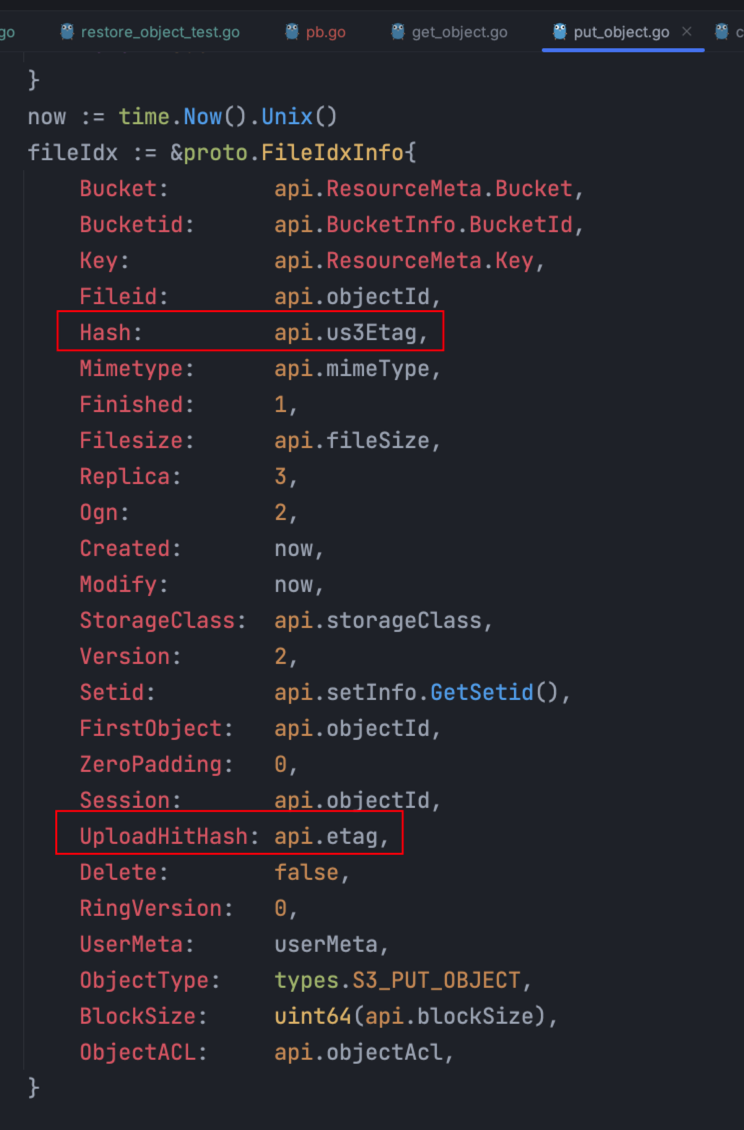 go restore_object_test.go pb.go get_object.go put_object.go × c
}
now := time.Now().Unix()
fileIdx := &proto.FileIdxInfo{
Bucket: api.ResourceMeta.Bucket,
Bucketid: api.BucketInfo.BucketId,
Key: api.ResourceMeta.Key,
Fileid: api.objectId,
Hash: api.us3Etag,
Mimetype: api.mimeType,
Finished: 1,
Filesize: api.fileSize,
Replica: 3,
Ogn: 2,
Created: now,
Modify: now,
StorageClass: api.storageClass,
Version: 2,
Setid: api.setInfo.GetSetid(),
FirstObject: api.objectId,
ZeroPadding: 0,
Session: api.objectId,
UploadHitHash: api.etag,
Delete: false,
RingVersion: 0,
UserMeta: userMeta,
ObjectType: types.S3_PUT_OBJECT,
BlockSize: uint64(api.blockSize),
ObjectACL: api.objectAcl,
}